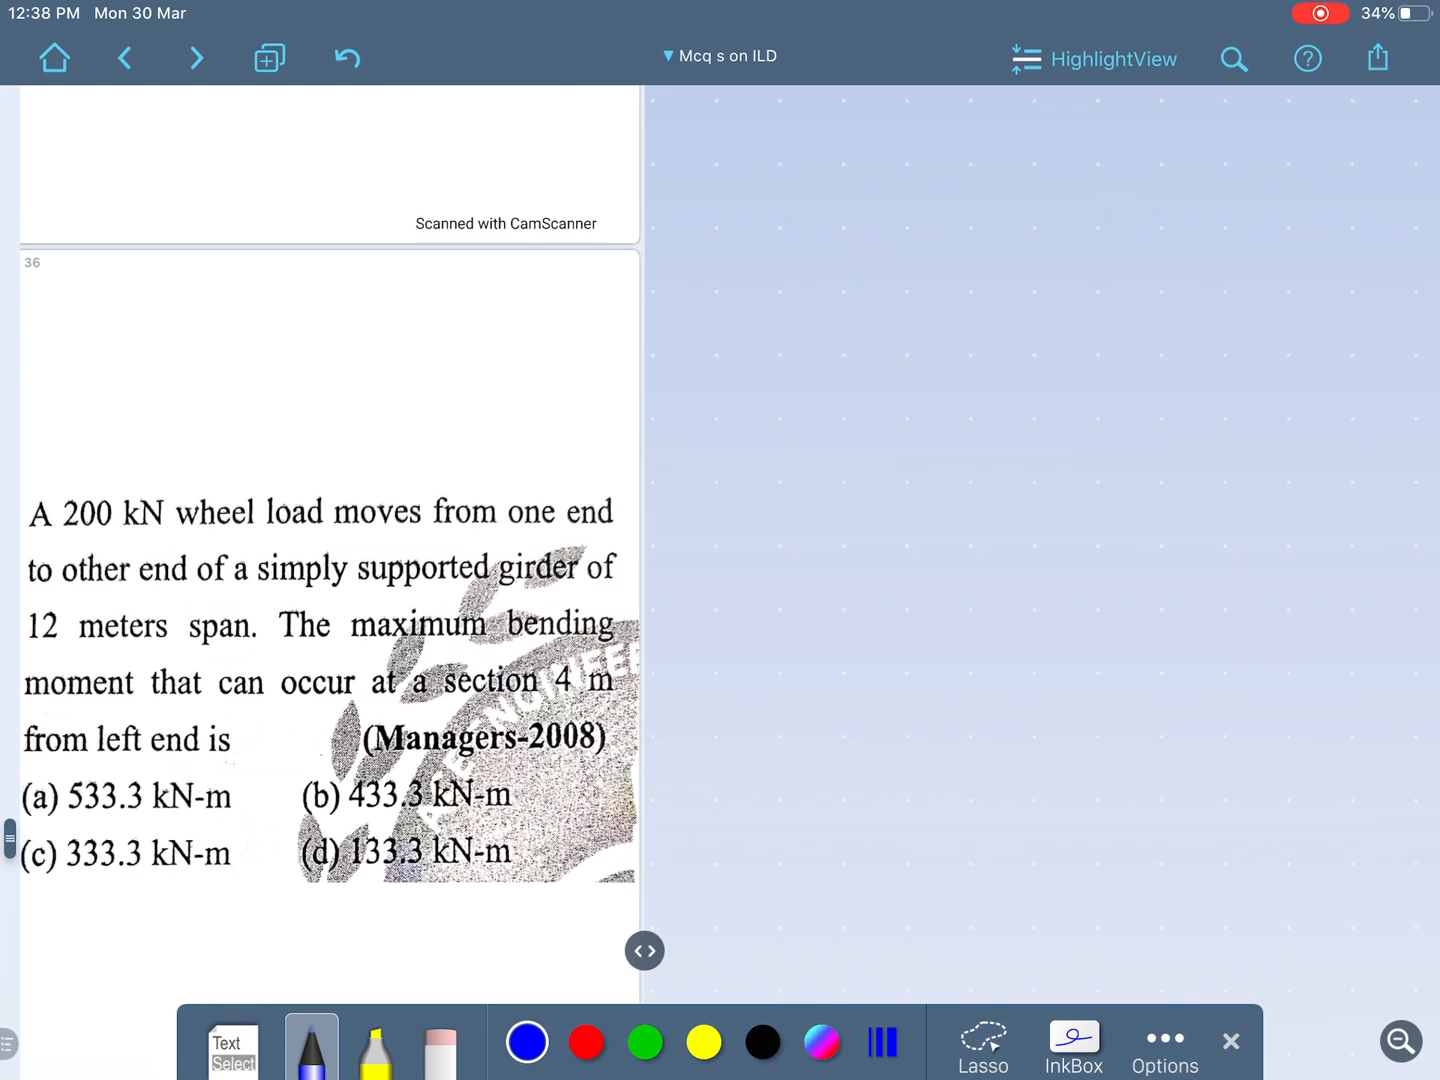 12:38 PM Mon 30 Mar
34%
Mcq s on ILD
HighlightView
Scanned with CamScanner
36
A 200 kN wheel load moves from one end
to other end of a simply supported girder of
12 meters span. The maximum bending
moment that can occur at a section 4 m
from left end is (Managers-2008)
(a) 533.3 kN-m (b) 433.3 kN-m
(c) 333.3 kN-m (d) 133.3 kN-m
Text
Select
Lasso
InkBox
Options